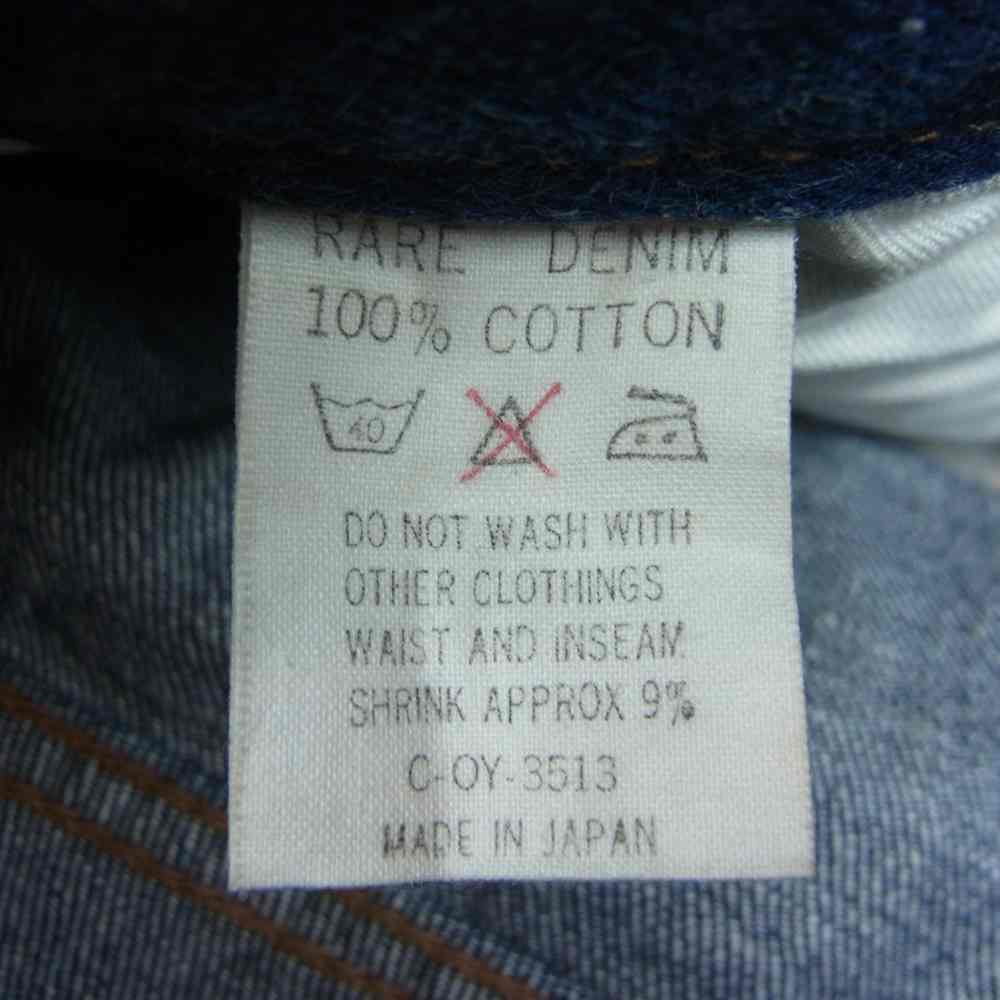 RARE DENIM
100% COTTON
40
DO NOT WASH WITH
OTHER CLOTHINGS
WAIST AND INSEAM
SHRINK APPROX 9%
C-OY-3513
MADE IN JAPAN